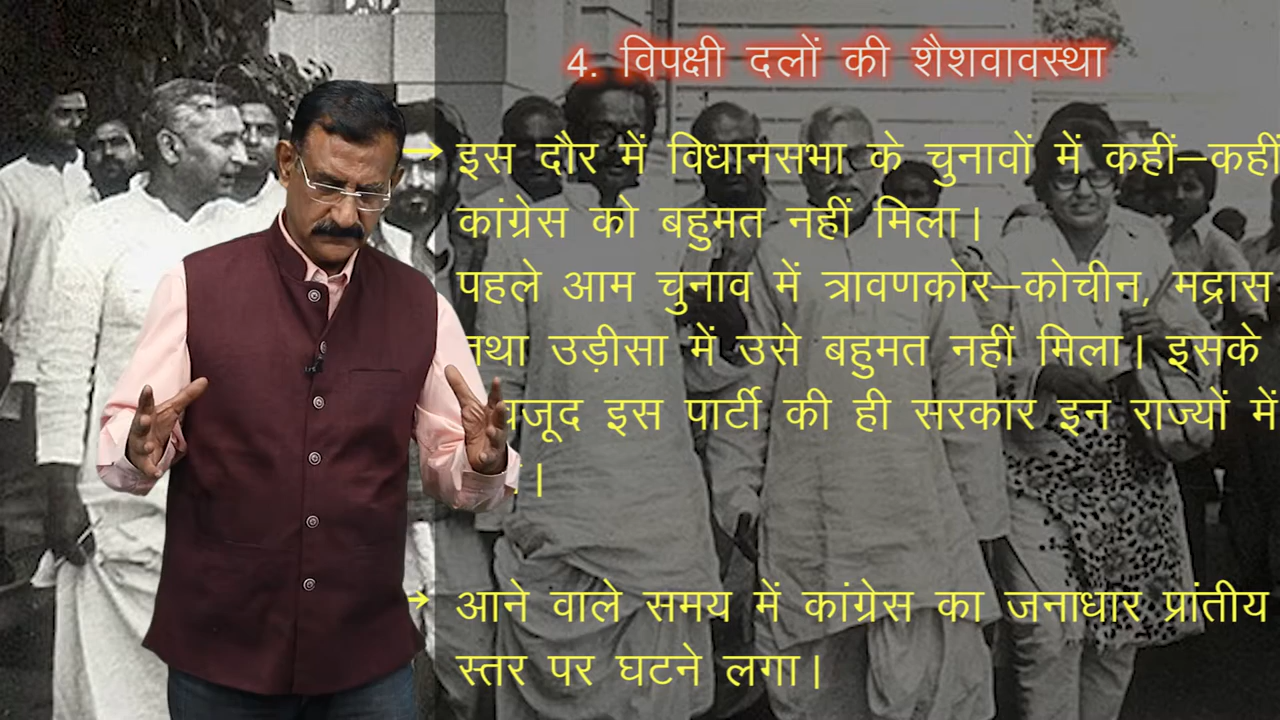 4. विपक्षी दलों की शैशवावस्था
→ इस दौर में विधानसभा के चुनावों में कहीं–कहीं
कांग्रेस को बहुमत नहीं मिला।
पहले आम चुनाव में त्रावणकोर–कोचीन, मद्रास
तथा उड़ीसा में उसे बहुमत नहीं मिला। इसके
इस पार्टी की ही सरकार इन राज्यों में
→ आने वाले समय में कांग्रेस का जनाधार प्रांतीय
स्तर पर घटने लगा।